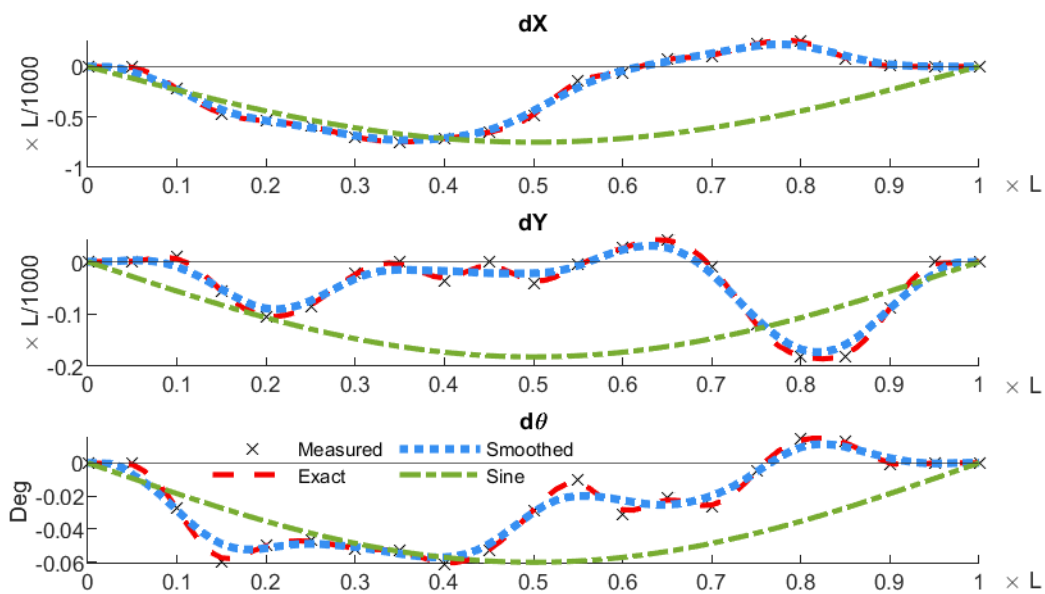 dX
0
-0.5
-1
× L/1000
0 0.1 0.2 0.3 0.4 0.5 0.6 0.7 0.8 0.9 1 × L
dY
0
-0.1
-0.2
× L/1000
0 0.1 0.2 0.3 0.4 0.5 0.6 0.7 0.8 0.9 1 × L
dθ
Measured Smoothed
Exact Sine
0
-0.02
-0.04
-0.06
Deg
0 0.1 0.2 0.3 0.4 0.5 0.6 0.7 0.8 0.9 1 × L